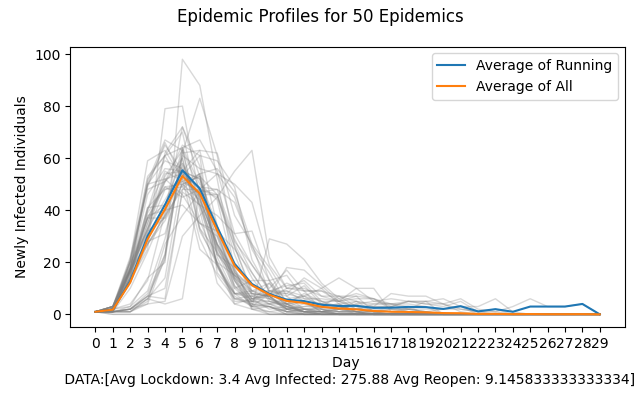 Epidemic Profiles for 50 Epidemics
Average of Running
Average of All
Newly Infected Individuals
100
80
60
40
20
0
0 1 2 3 4 5 6 7 8 9 10 11 12 13 14 15 16 17 18 19 20 21 22 23 24 25 26 27 28 29
Day
DATA:[Avg Lockdown: 3.4 Avg Infected: 275.88 Avg Reopen: 9.145833333333334]